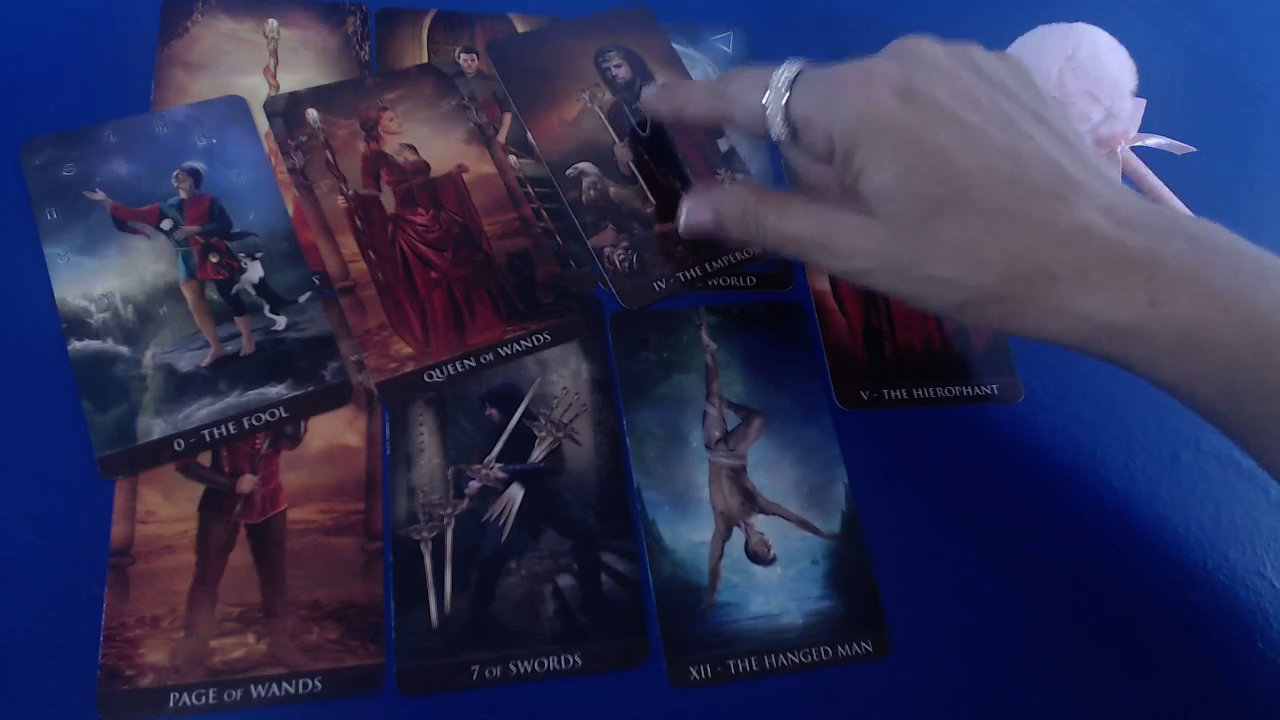 IV - THE EMPERO
WORLD
QUEEN OF WANDS
V - THE HIEROPHANT
0 - THE FOOL
7 OF SWORDS
XII - THE HANGED MAN
PAGE OF WANDS